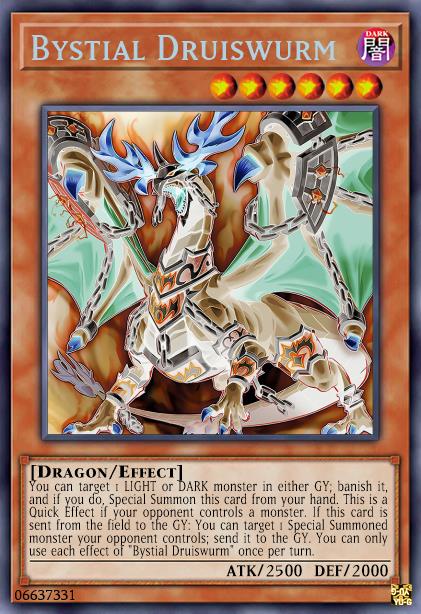 Bystial Druiswurm
DARK
闇
[Dragon/Effect]
You can target 1 LIGHT or DARK monster in either GY; banish it,
and if you do, Special Summon this card from your hand. This is a
Quick Effect if your opponent controls a monster. If this card is
sent from the field to the GY: You can target 1 Special Summoned
monster your opponent controls; send it to the GY. You can only
use each effect of "Bystial Druiswurm" once per turn.
ATK/2500 DEF/2000
06637331